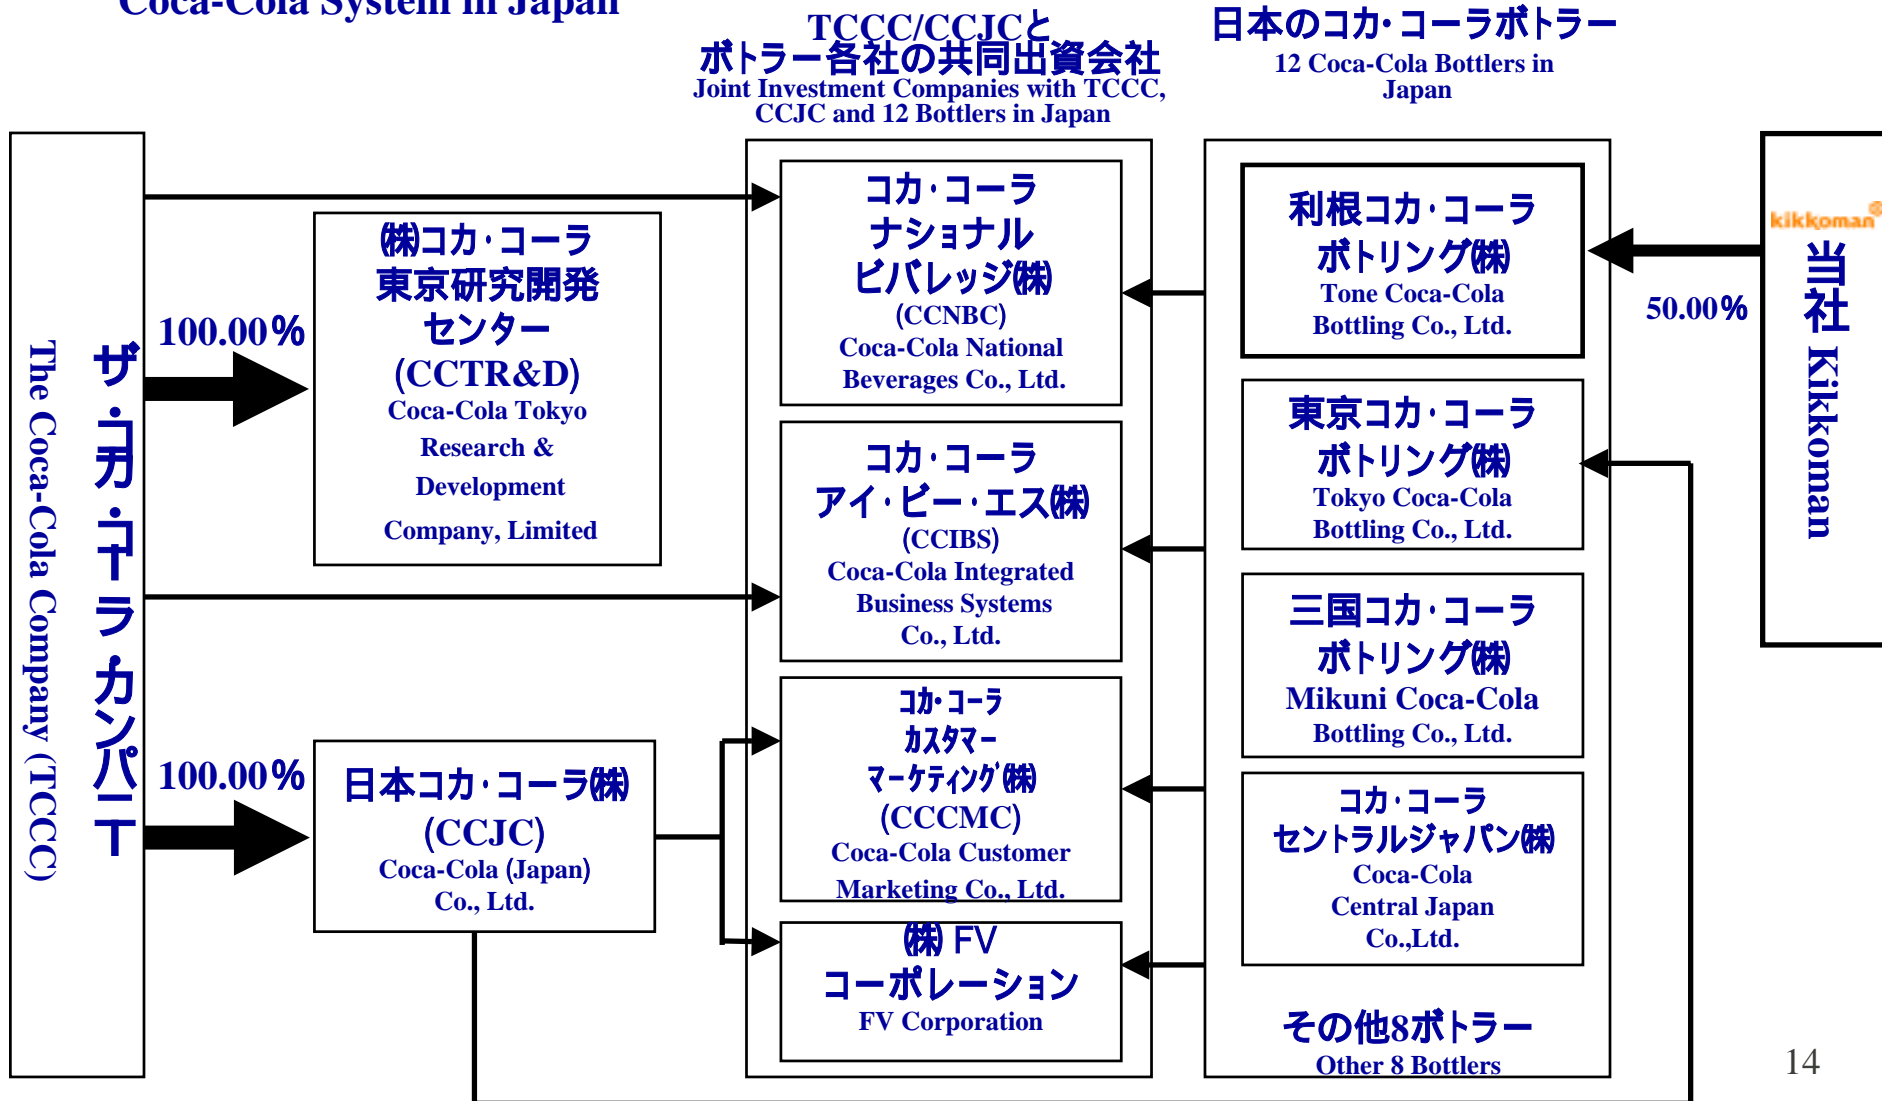 Coca-Cola System in Japan
TCCC/CCJCと
ボトラー各社の共同出資会社
Joint Investment Companies with TCCC,
CCJC and 12 Bottlers in Japan
日本のコカ・コーラボトラー
12 Coca-Cola Bottlers in
Japan
ザ・コカ・コーラ・カンパニー
The Coca-Cola Company (TCCC)
100.00%
㈱コカ・コーラ
東京研究開発
センター
(CCTR&D)
Coca-Cola Tokyo
Research &
Development
Company, Limited
100.00%
日本コカ・コーラ㈱
(CCJC)
Coca-Cola (Japan)
Co., Ltd.
コカ・コーラ
ナショナル
ビバレッジ㈱
(CCNBC)
Coca-Cola National
Beverages Co., Ltd.
コカ・コーラ
アイ・ビー・エス㈱
(CCIBS)
Coca-Cola Integrated
Business Systems
Co., Ltd.
コカ・コーラ
カスタマー
マーケティング㈱
(CCCMC)
Coca-Cola Customer
Marketing Co., Ltd.
㈱ FV
コーポレーション
FV Corporation
利根コカ・コーラ
ボトリング㈱
Tone Coca-Cola
Bottling Co., Ltd.
東京コカ・コーラ
ボトリング㈱
Tokyo Coca-Cola
Bottling Co., Ltd.
三国コカ・コーラ
ボトリング㈱
Mikuni Coca-Cola
Bottling Co., Ltd.
コカ・コーラ
セントラルジャパン㈱
Coca-Cola
Central Japan
Co.,Ltd.
その他8ボトラー
Other 8 Bottlers
50.00%
kikkoman®
当社 Kikkoman
14